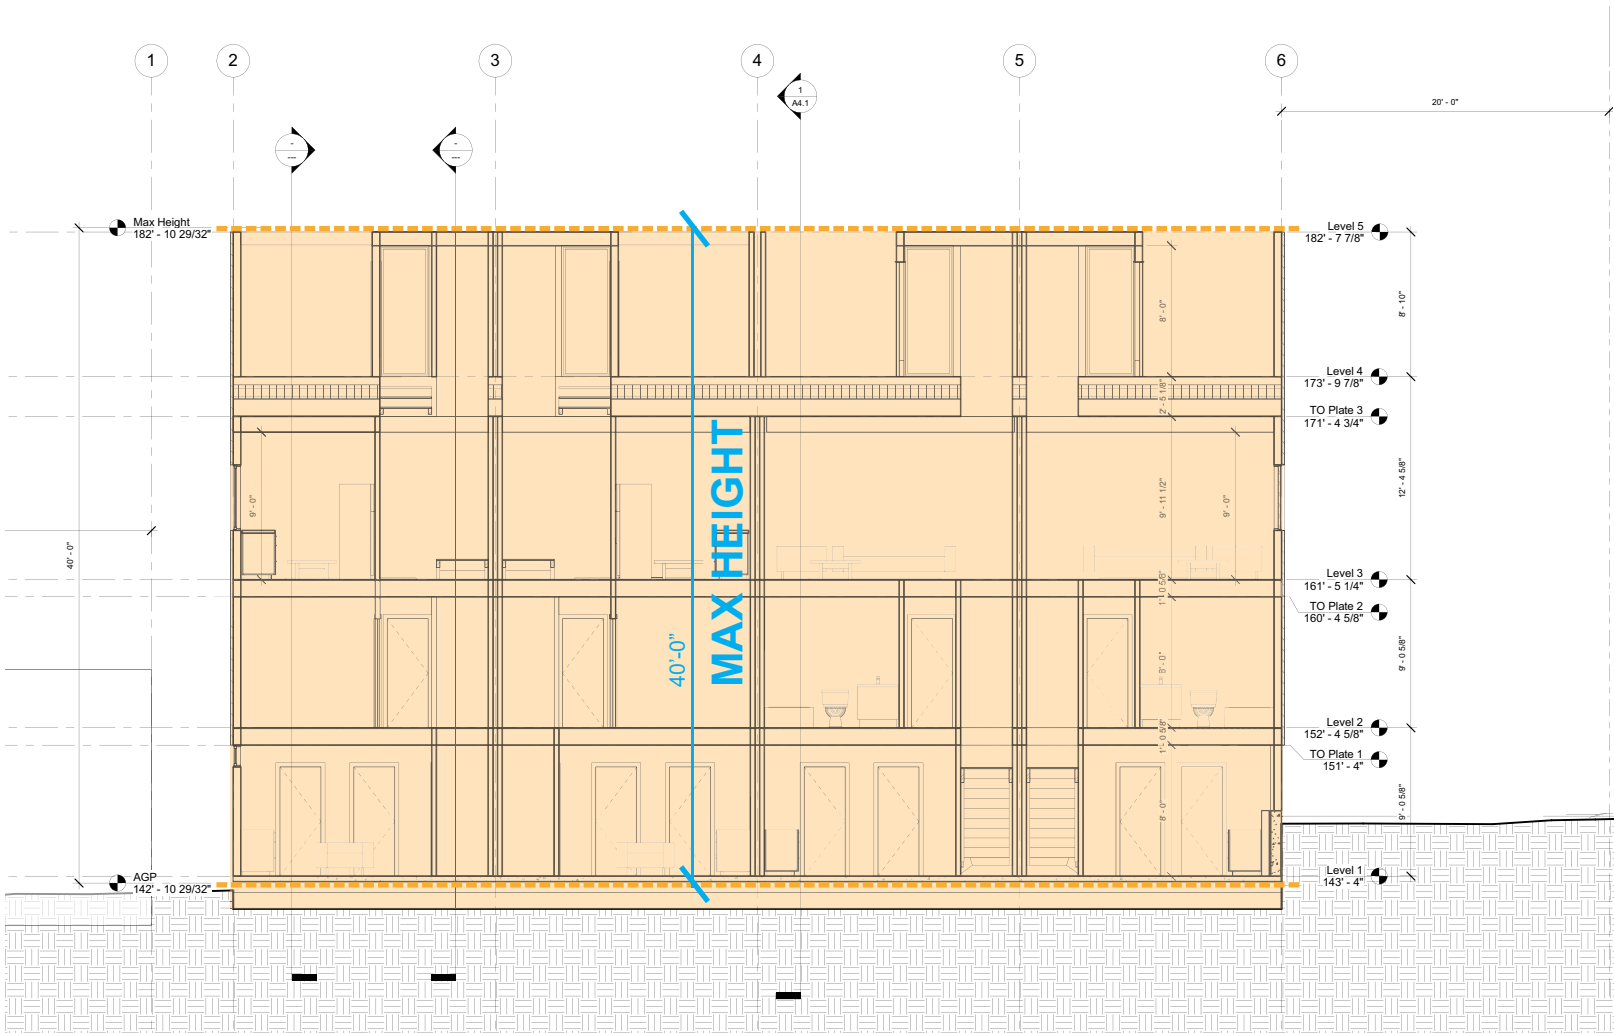 1
2
3
4
5
6
1
A4.1
-
---
-
---
20' - 0"
Max Height
182' - 10 29/32"
Level 5
182' - 7 7/8"
8' - 10"
8' - 0"
Level 4
173' - 9 7/8"
2' - 5 1/8"
TO Plate 3
171' - 4 3/4"
MAX HEIGHT
40'-0"
12' - 4 5/8"
9' - 0"
9' - 11 1/2"
9' - 0"
40' - 0"
Level 3
161' - 5 1/4"
1' - 0 5/8"
TO Plate 2
160' - 4 5/8"
9' - 0 5/8"
8' - 0"
Level 2
152' - 4 5/8"
1' - 0 5/8"
TO Plate 1
151' - 4"
9' - 0 5/8"
8' - 0"
AGP
142' - 10 29/32"
Level 1
143' - 4"